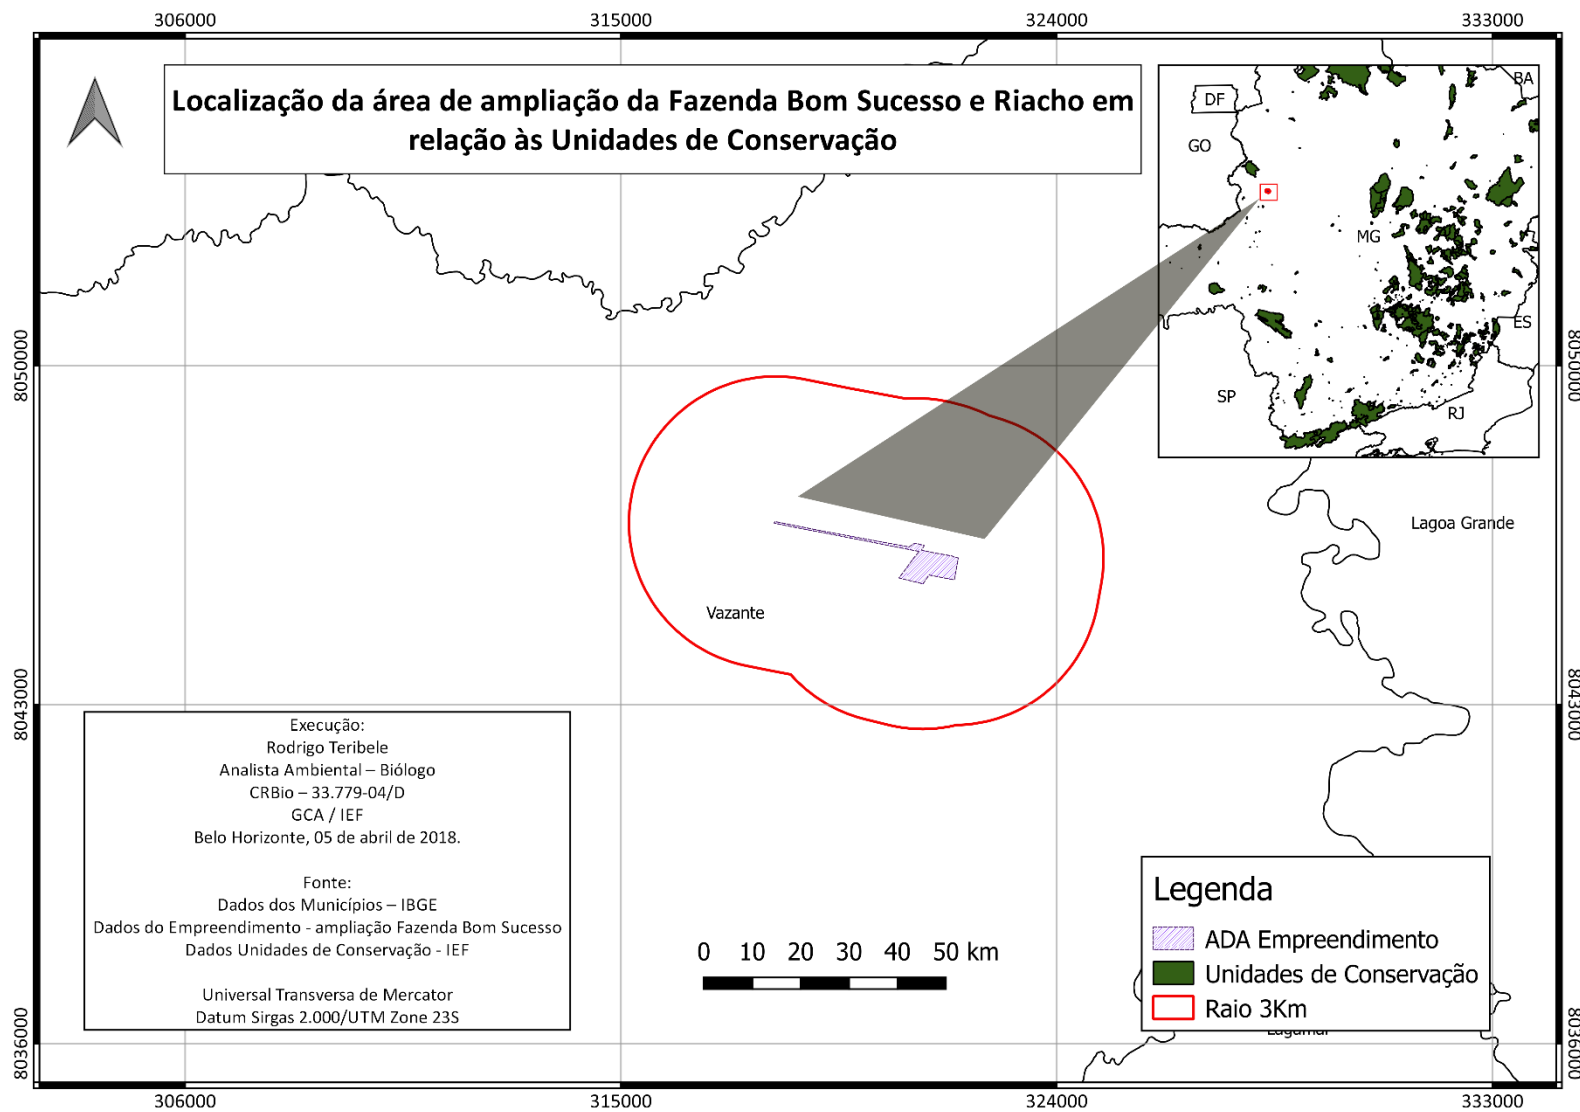 306000
315000
324000
333000
Localização da área de ampliação da Fazenda Bom Sucesso e Riacho em
relação às Unidades de Conservação
BA
DF
GO
MG
ES
SP
RJ
8050000
8050000
Lagoa Grande
Vazante
8043000
8043000
Execução:
Rodrigo Teribele
Analista Ambiental – Biólogo
CRBio – 33.779-04/D
GCA / IEF
Belo Horizonte, 05 de abril de 2018.
Fonte:
Dados dos Municípios – IBGE
Dados do Empreendimento - ampliação Fazenda Bom Sucesso
Dados Unidades de Conservação - IEF
Universal Transversa de Mercator
Datum Sirgas 2.000/UTM Zone 23S
0 10 20 30 40 50 km
Legenda
ADA Empreendimento
Unidades de Conservação
Raio 3Km
Lagamar
8036000
8036000
306000
315000
324000
333000